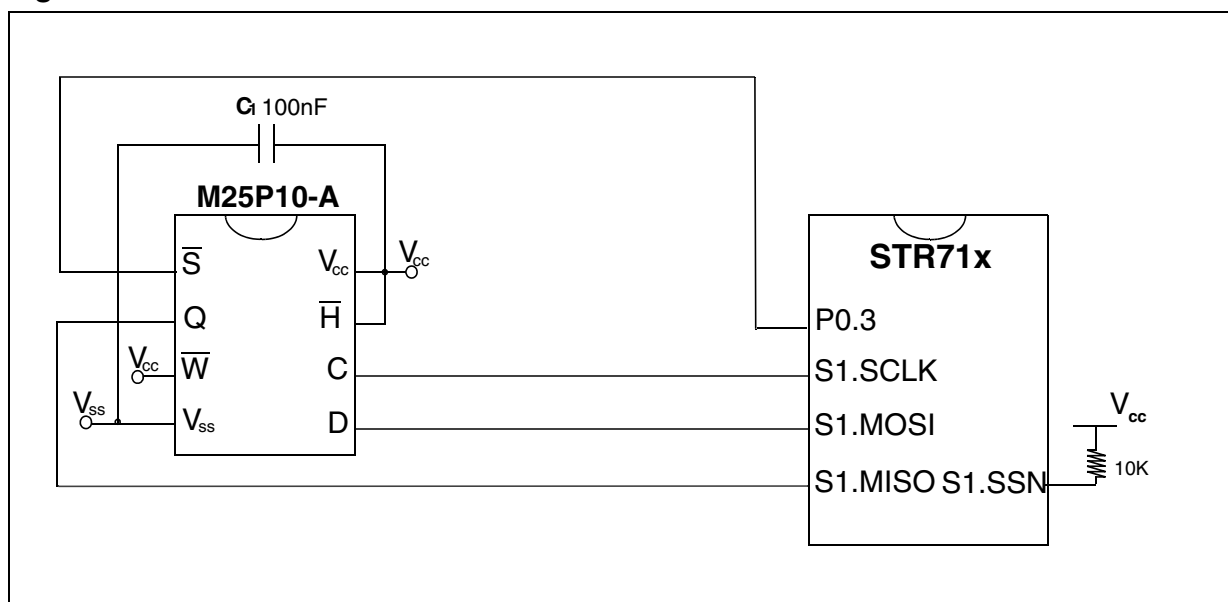 C1 100nF
M25P10-A
S
Q
W
Vss
Vcc
H
C
D
Vcc
Vcc
Vss
STR71x
P0.3
S1.SCLK
S1.MOSI
S1.MISO S1.SSN
Vcc
10K